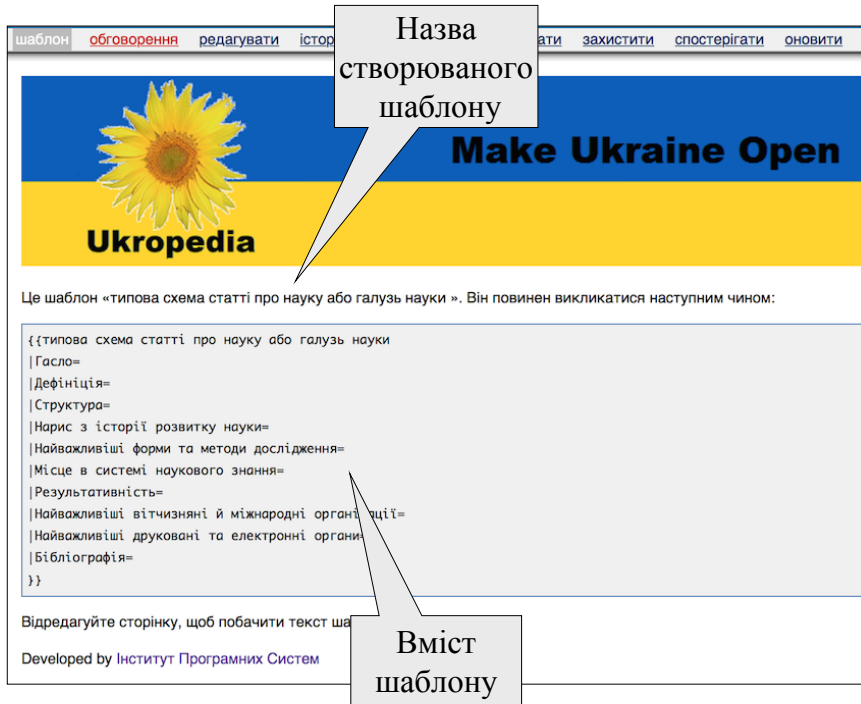 шаблон обговорення редагувати істор ати захистити спостерігати оновити
Назва
створюваного
шаблону
Make Ukraine Open
Ukropedia
Це шаблон «типова схема статті про науку або галузь науки ». Він повинен викликатися наступним чином:
{{типова схема статті про науку або галузь науки
|Гасло=
|Дефініція=
|Структура=
|Нарис з історії розвитку науки=
|Найважливіші форми та методи дослідження=
|Місце в системі наукового знання=
|Результативність=
|Найважливіші вітчизняні й міжнародні організації=
|Найважливіші друковані та електронні органи=
|Бібліографія=
}}
Відредагуйте сторінку, щоб побачити текст ша
Developed by Інститут Програмних Систем
Вміст
шаблону